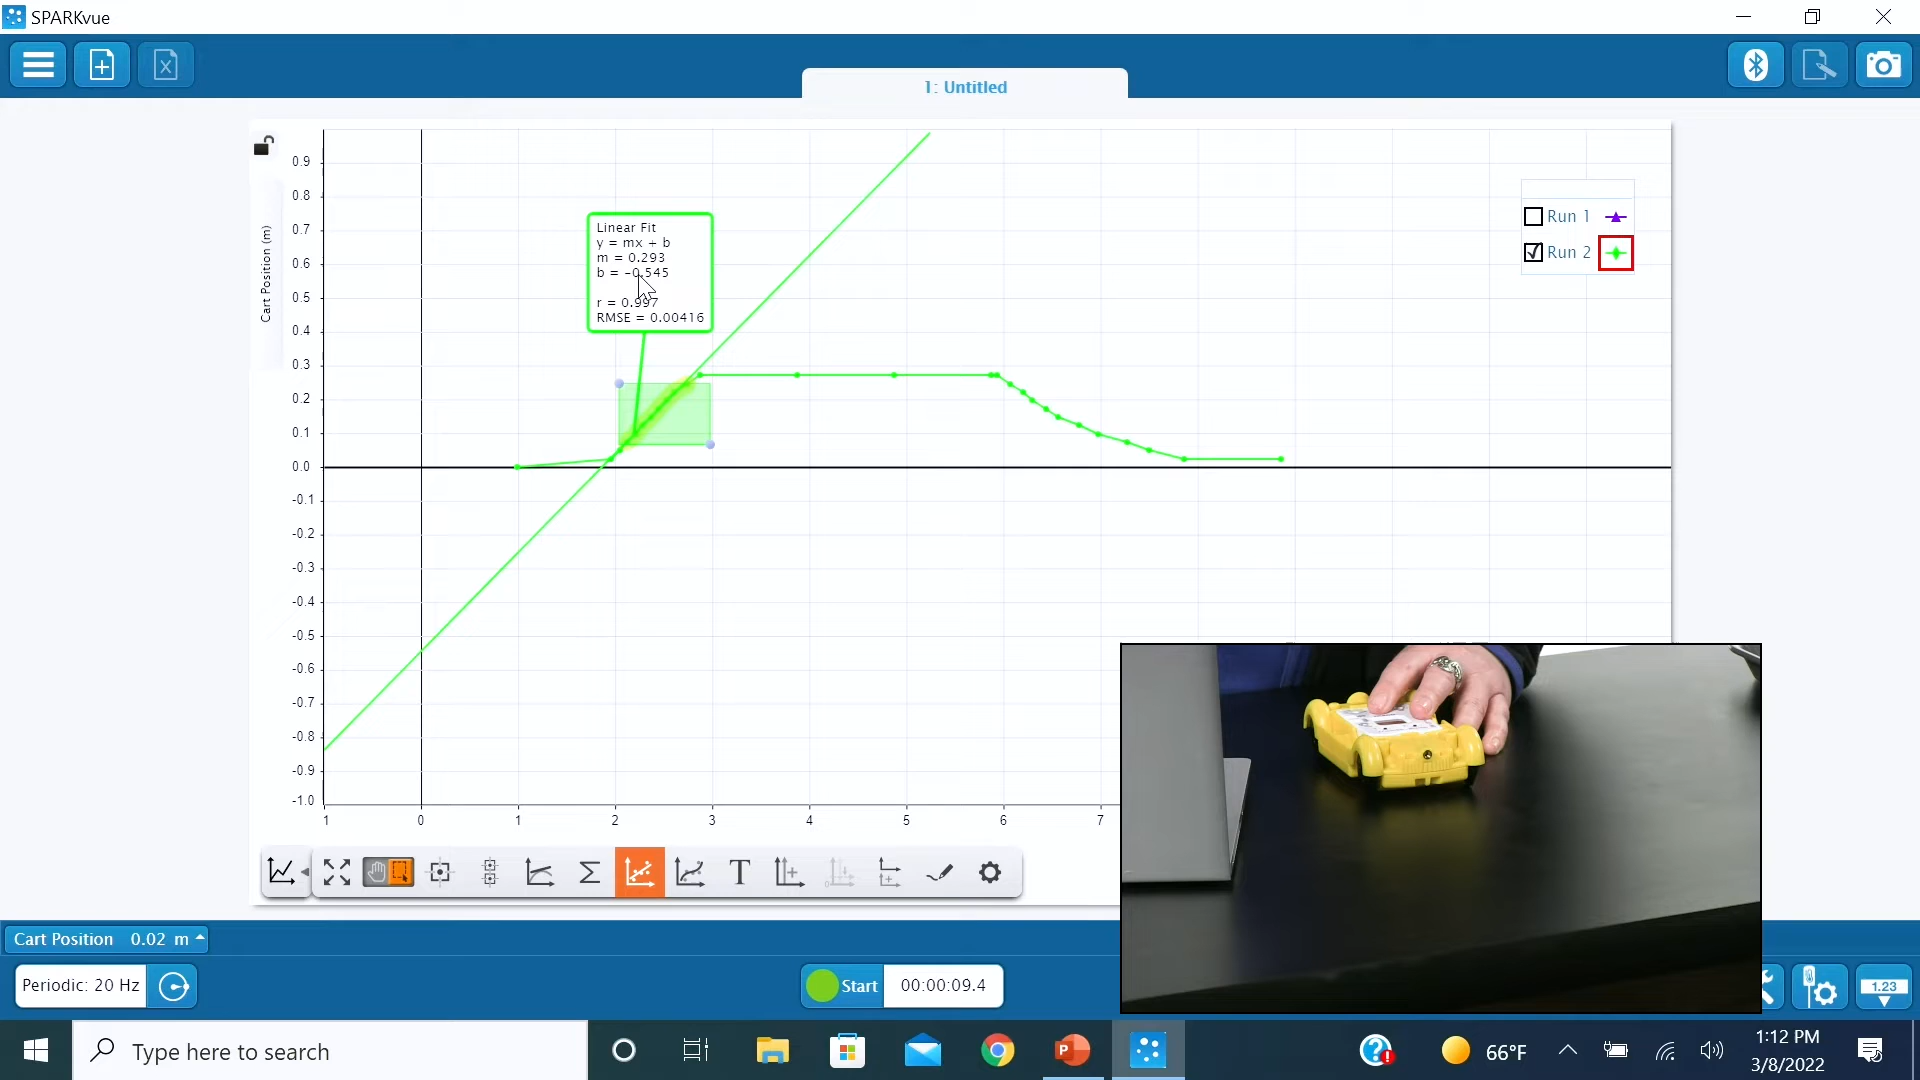 SPARKvue
1: Untitled
Cart Position (m)
0.9
0.8
0.7
0.6
0.5
0.4
0.3
0.2
0.1
0.0
-0.1
-0.2
-0.3
-0.4
-0.5
-0.6
-0.7
-0.8
-0.9
-1.0
Linear Fit
y = mx + b
m = 0.293
b = -0.545
r = 0.997
RMSE = 0.00416
Run 1
Run 2
1 0 1 2 3 4 5 6 7
Cart Position 0.02 m
Periodic: 20 Hz
Start 00:00:09.4
1.23
Type here to search
66°F
1:12 PM
3/8/2022